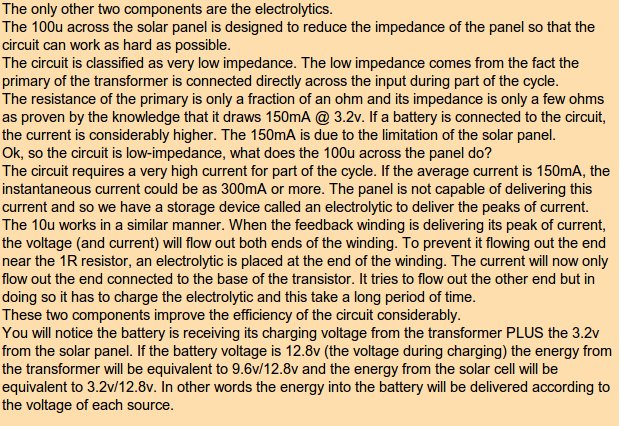 The only other two components are the electrolytics.
The 100u across the solar panel is designed to reduce the impedance of the panel so that the
circuit can work as hard as possible.
The circuit is classified as very low impedance. The low impedance comes from the fact the
primary of the transformer is connected directly across the input during part of the cycle.
The resistance of the primary is only a fraction of an ohm and its impedance is only a few ohms
as proven by the knowledge that it draws 150mA @ 3.2v. If a battery is connected to the circuit,
the current is considerably higher. The 150mA is due to the limitation of the solar panel.
Ok, so the circuit is low-impedance, what does the 100u across the panel do?
The circuit requires a very high current for part of the cycle. If the average current is 150mA, the
instantaneous current could be as 300mA or more. The panel is not capable of delivering this
current and so we have a storage device called an electrolytic to deliver the peaks of current.
The 10u works in a similar manner. When the feedback winding is delivering its peak of current,
the voltage (and current) will flow out both ends of the winding. To prevent it flowing out the end
near the 1R resistor, an electrolytic is placed at the end of the winding. The current will now only
flow out the end connected to the base of the transistor. It tries to flow out the other end but in
doing so it has to charge the electrolytic and this take a long period of time.
These two components improve the efficiency of the circuit considerably.
You will notice the battery is receiving its charging voltage from the transformer PLUS the 3.2v
from the solar panel. If the battery voltage is 12.8v (the voltage during charging) the energy from
the transformer will be equivalent to 9.6v/12.8v and the energy from the solar cell will be
equivalent to 3.2v/12.8v. In other words the energy into the battery will be delivered according to
the voltage of each source.